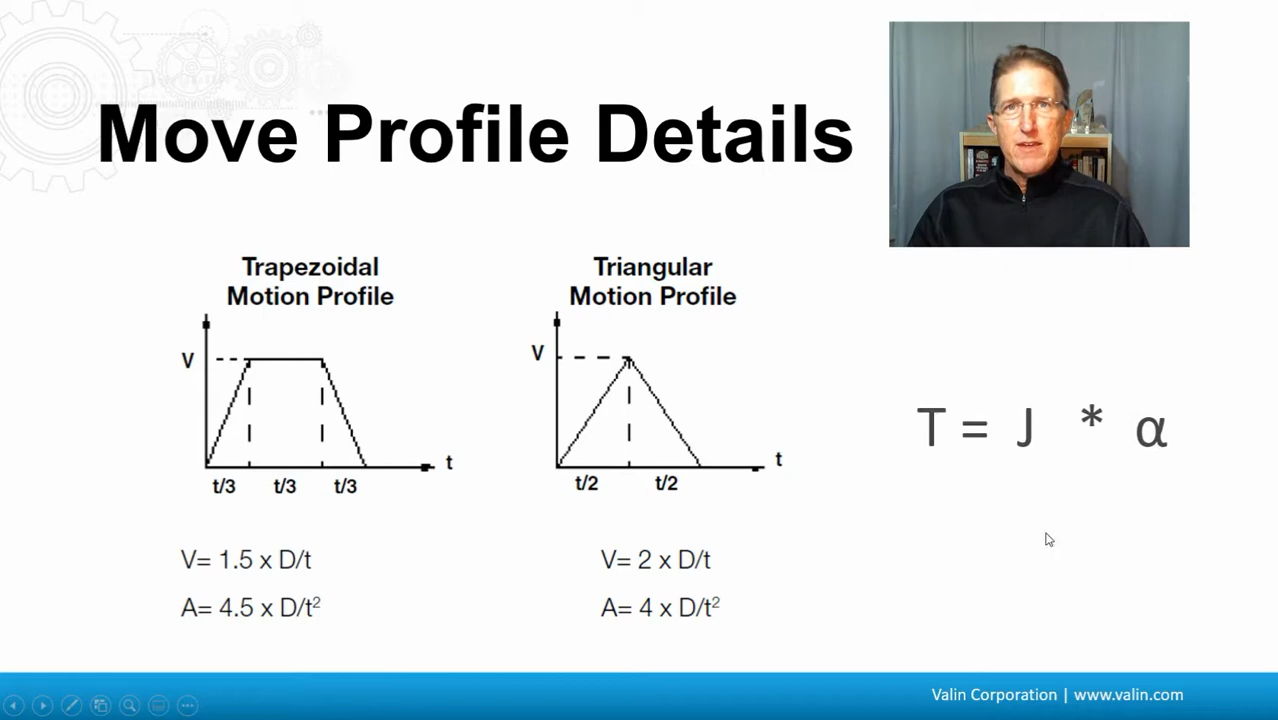 Move Profile Details
Trapezoidal
Motion Profile
V
t
t/3 t/3 t/3
V= 1.5 x D/t
A= 4.5 x D/t²
Triangular
Motion Profile
V
t
t/2 t/2
V= 2 x D/t
A= 4 x D/t²
T = J * α
Valin Corporation | www.valin.com